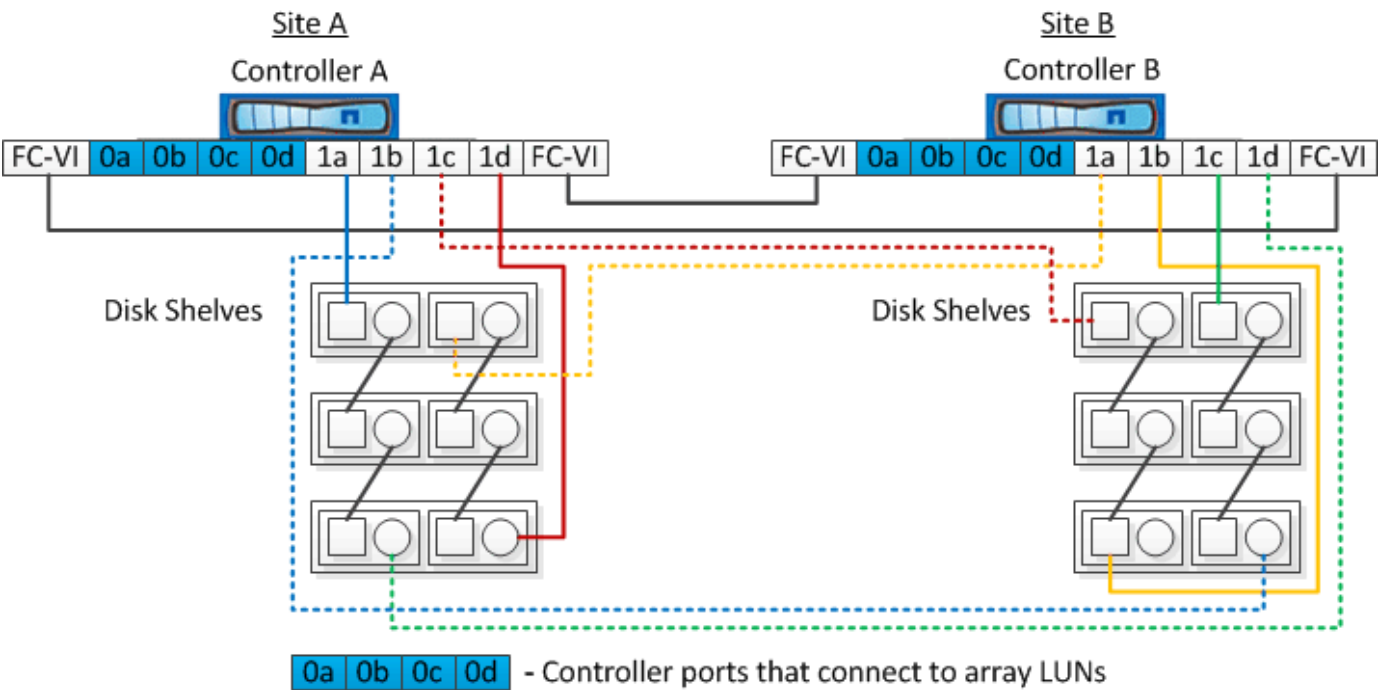 Site A
Site B
Controller A
Controller B
FC-VI 0a 0b 0c 0d 1a 1b 1c 1d FC-VI
FC-VI 0a 0b 0c 0d 1a 1b 1c 1d FC-VI
Disk Shelves
Disk Shelves
0a 0b 0c 0d - Controller ports that connect to array LUNs